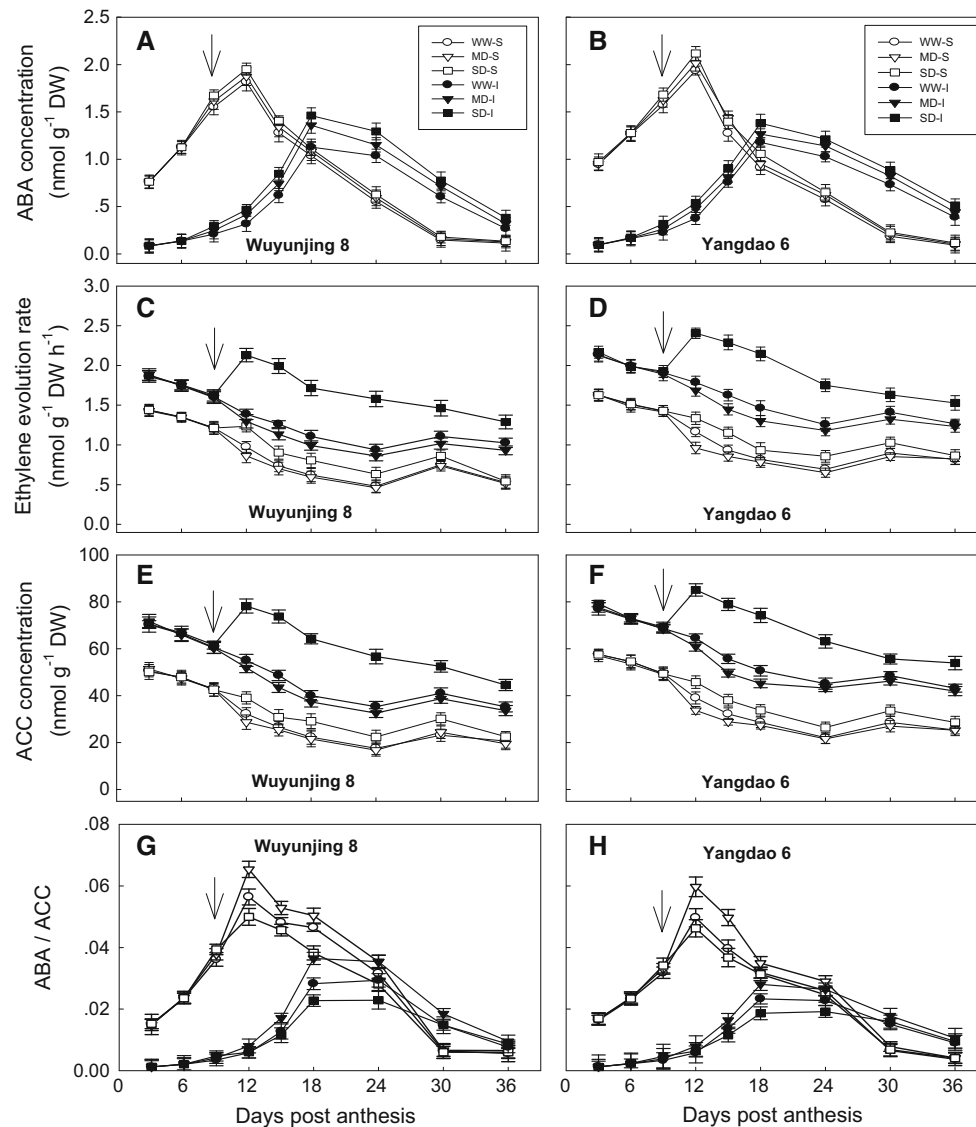 A
B
WW-S
MD-S
SD-S
WW-I
MD-I
SD-I
WW-S
MD-S
SD-S
WW-I
MD-I
SD-I
ABA concentration
(nmol g⁻¹ DW)
2.5
2.0
1.5
1.0
.5
0.0
Wuyunjing 8
Yangdao 6
C
D
Ethylene evolution rate
(nmol g⁻¹ DW h⁻¹)
3.0
2.5
2.0
1.5
1.0
.5
0.0
Wuyunjing 8
Yangdao 6
E
F
ACC concentration
(nmol g⁻¹ DW)
100
80
60
40
20
0
Wuyunjing 8
Yangdao 6
G
H
Wuyunjing 8
Yangdao 6
ABA / ACC
.08
.06
.04
.02
0.00
0 6 12 18 24 30 36
0 6 12 18 24 30 36
Days post anthesis
Days post anthesis